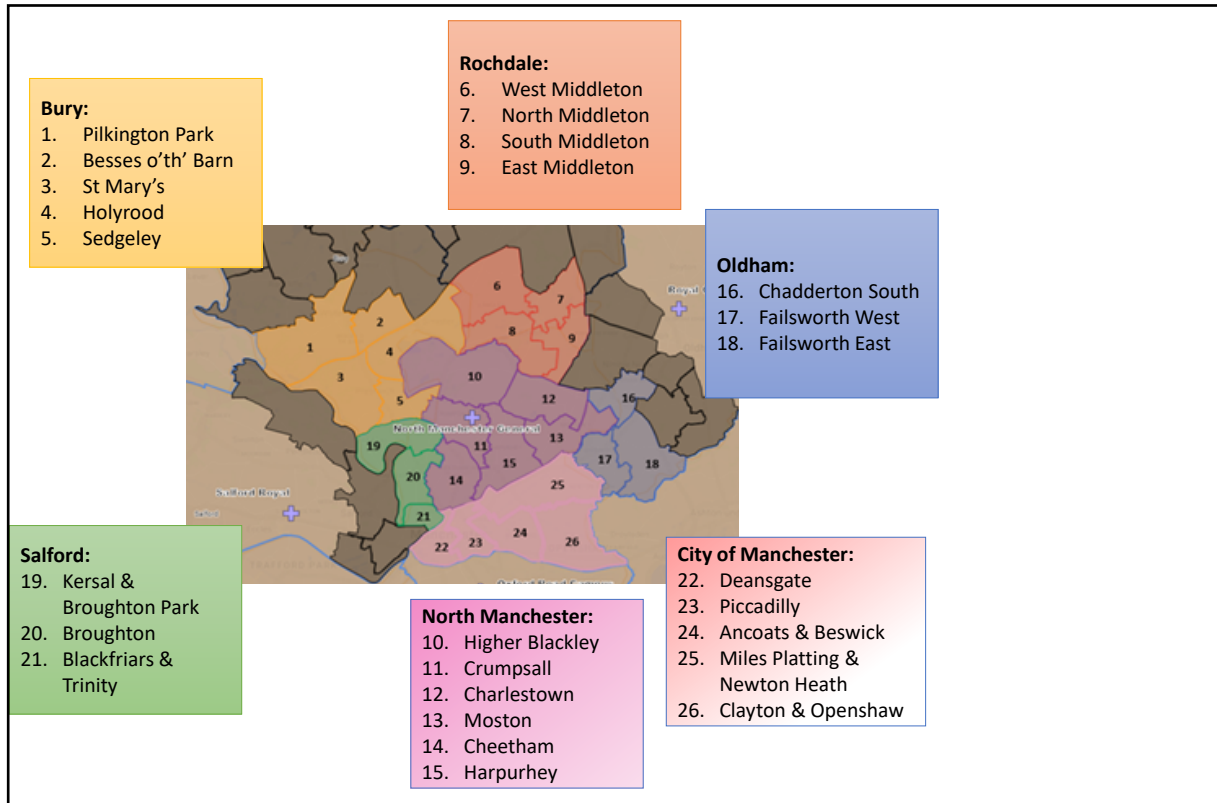 Rochdale:
6. West Middleton
7. North Middleton
8. South Middleton
9. East Middleton
Bury:
1. Pilkington Park
2. Besses o'th' Barn
3. St Mary's
4. Holyrood
5. Sedgeley
Oldham:
16. Chadderton South
17. Failsworth West
18. Failsworth East
6
7
2
8
9
1
4
10
3
12
16
5
North Manchester General
19
11
13
15
17
18
20
14
25
Salford Royal
21
24
22
23
26
Salford:
19. Kersal &
Broughton Park
20. Broughton
21. Blackfriars &
Trinity
North Manchester:
10. Higher Blackley
11. Crumpsall
12. Charlestown
13. Moston
14. Cheetham
15. Harpurhey
City of Manchester:
22. Deansgate
23. Piccadilly
24. Ancoats & Beswick
25. Miles Platting &
Newton Heath
26. Clayton & Openshaw